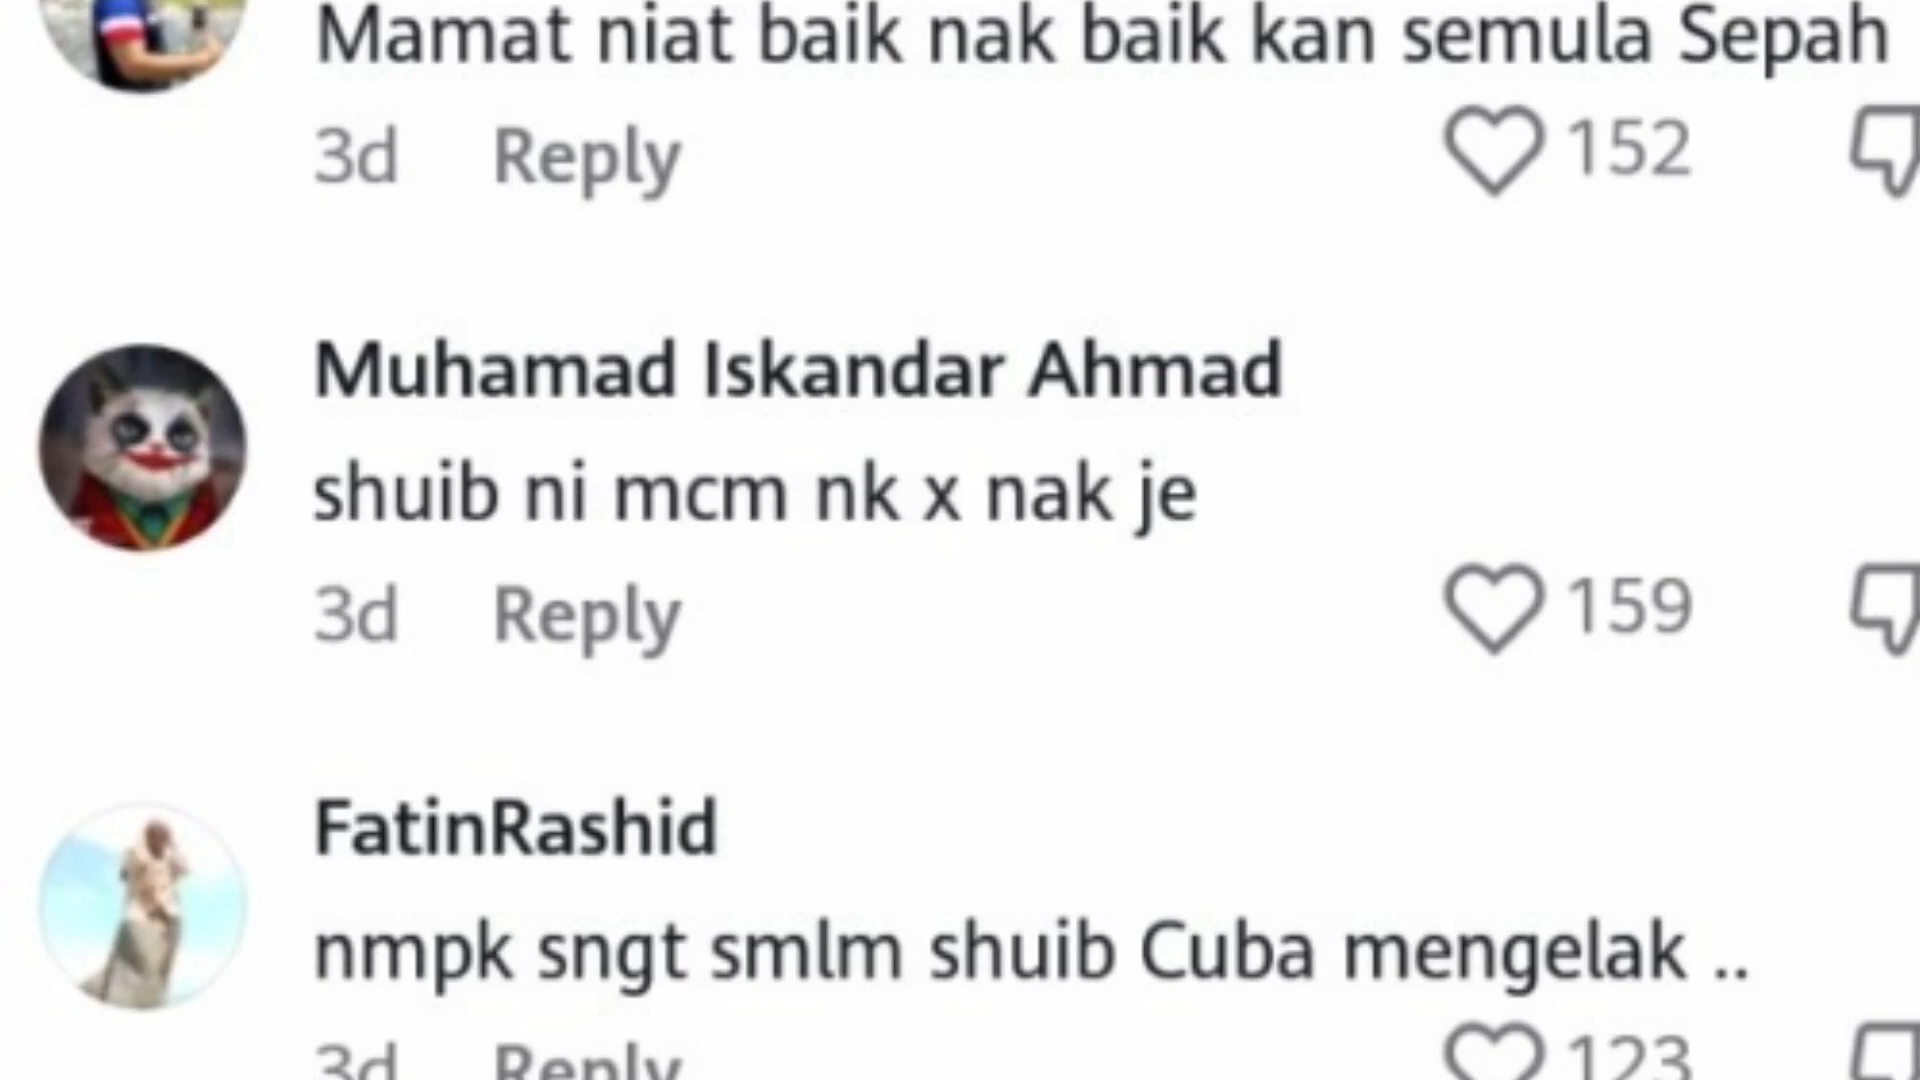 Mamat niat baik nak baik kan semula Sepah
3d Reply 152
Muhamad Iskandar Ahmad
shuib ni mcm nk x nak je
3d Reply 159
FatinRashid
nmpk sngt smlm shuib Cuba mengelak ..
3d Reply 123